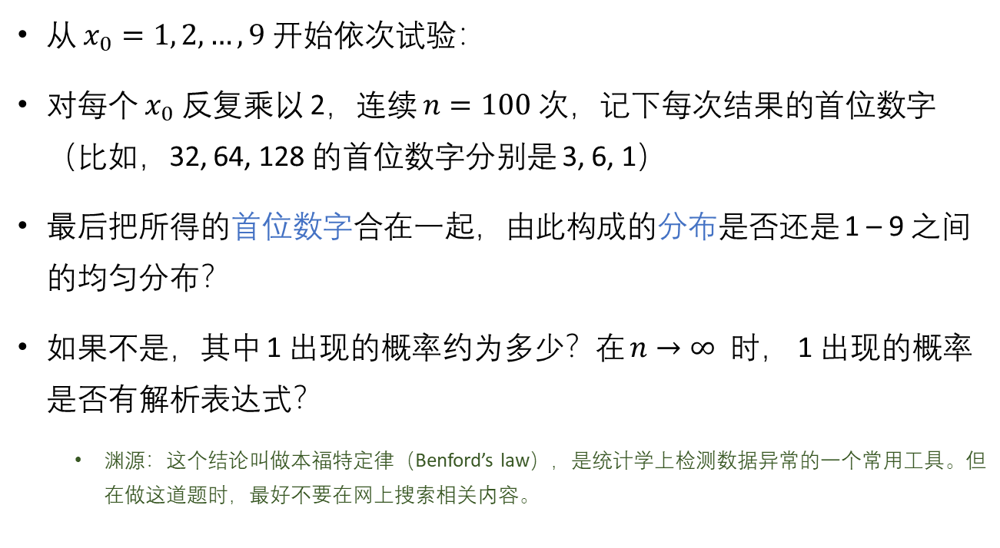 • 从 x₀ = 1, 2, …, 9 开始依次试验：
• 对每个 x₀ 反复乘以 2，连续 n = 100 次，记下每次结果的首位数字
（比如，32, 64, 128 的首位数字分别是 3, 6, 1）
• 最后把所得的首位数字合在一起，由此构成的分布是否还是 1 – 9 之间
的均匀分布？
• 如果不是，其中 1 出现的概率约为多少？在 n → ∞ 时， 1 出现的概率
是否有解析表达式？
• 渊源：这个结论叫做本福特定律（Benford’s law），是统计学上检测数据异常的一个常用工具。但
在做这道题时，最好不要在网上搜索相关内容。